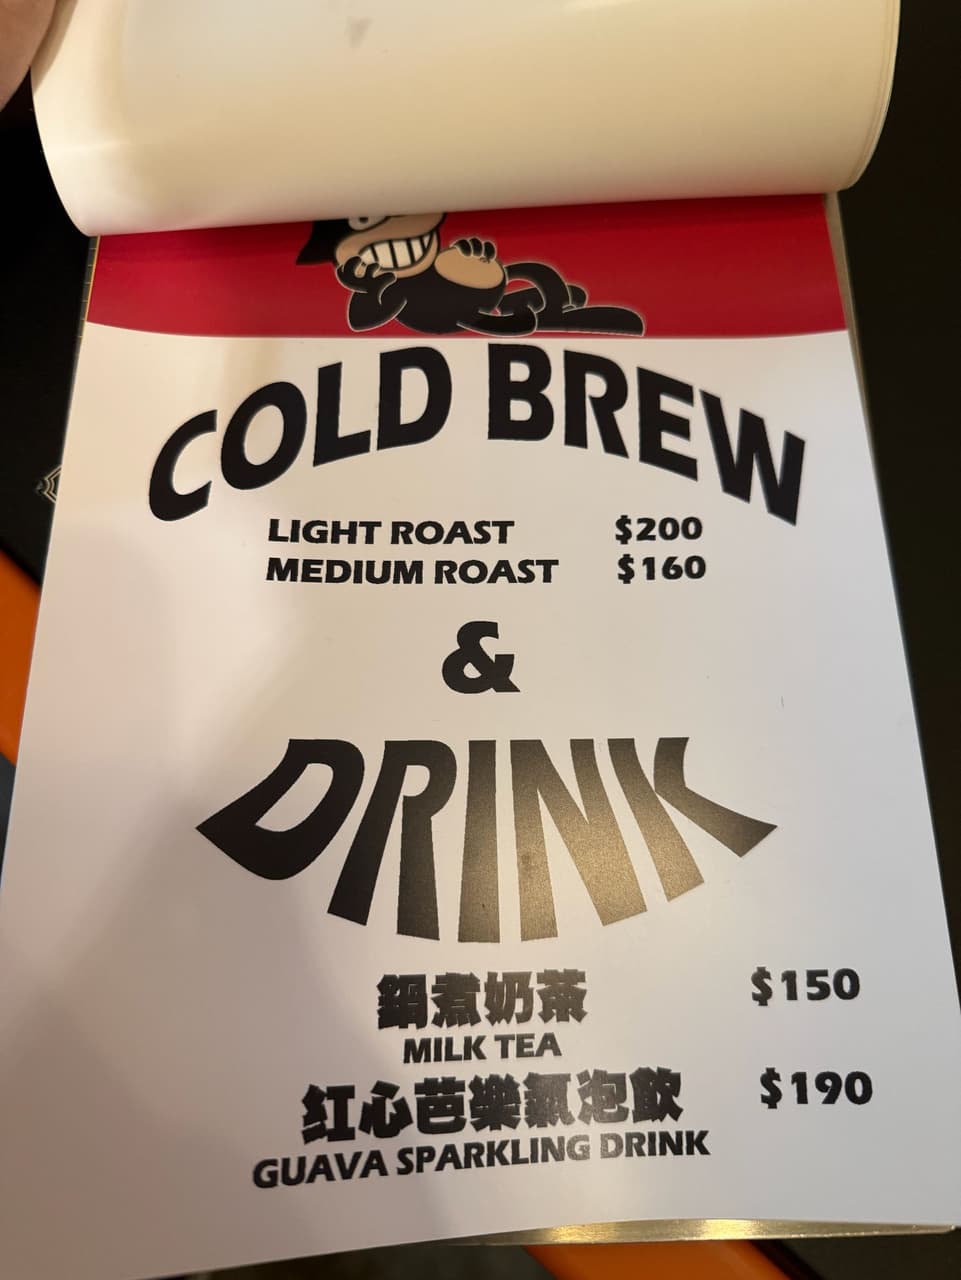 COLD BREW
LIGHT ROAST $200
MEDIUM ROAST $160
&
DRINK
鍋煮奶茶 $150
MILK TEA
紅心芭樂氣泡飲 $190
GUAVA SPARKLING DRINK